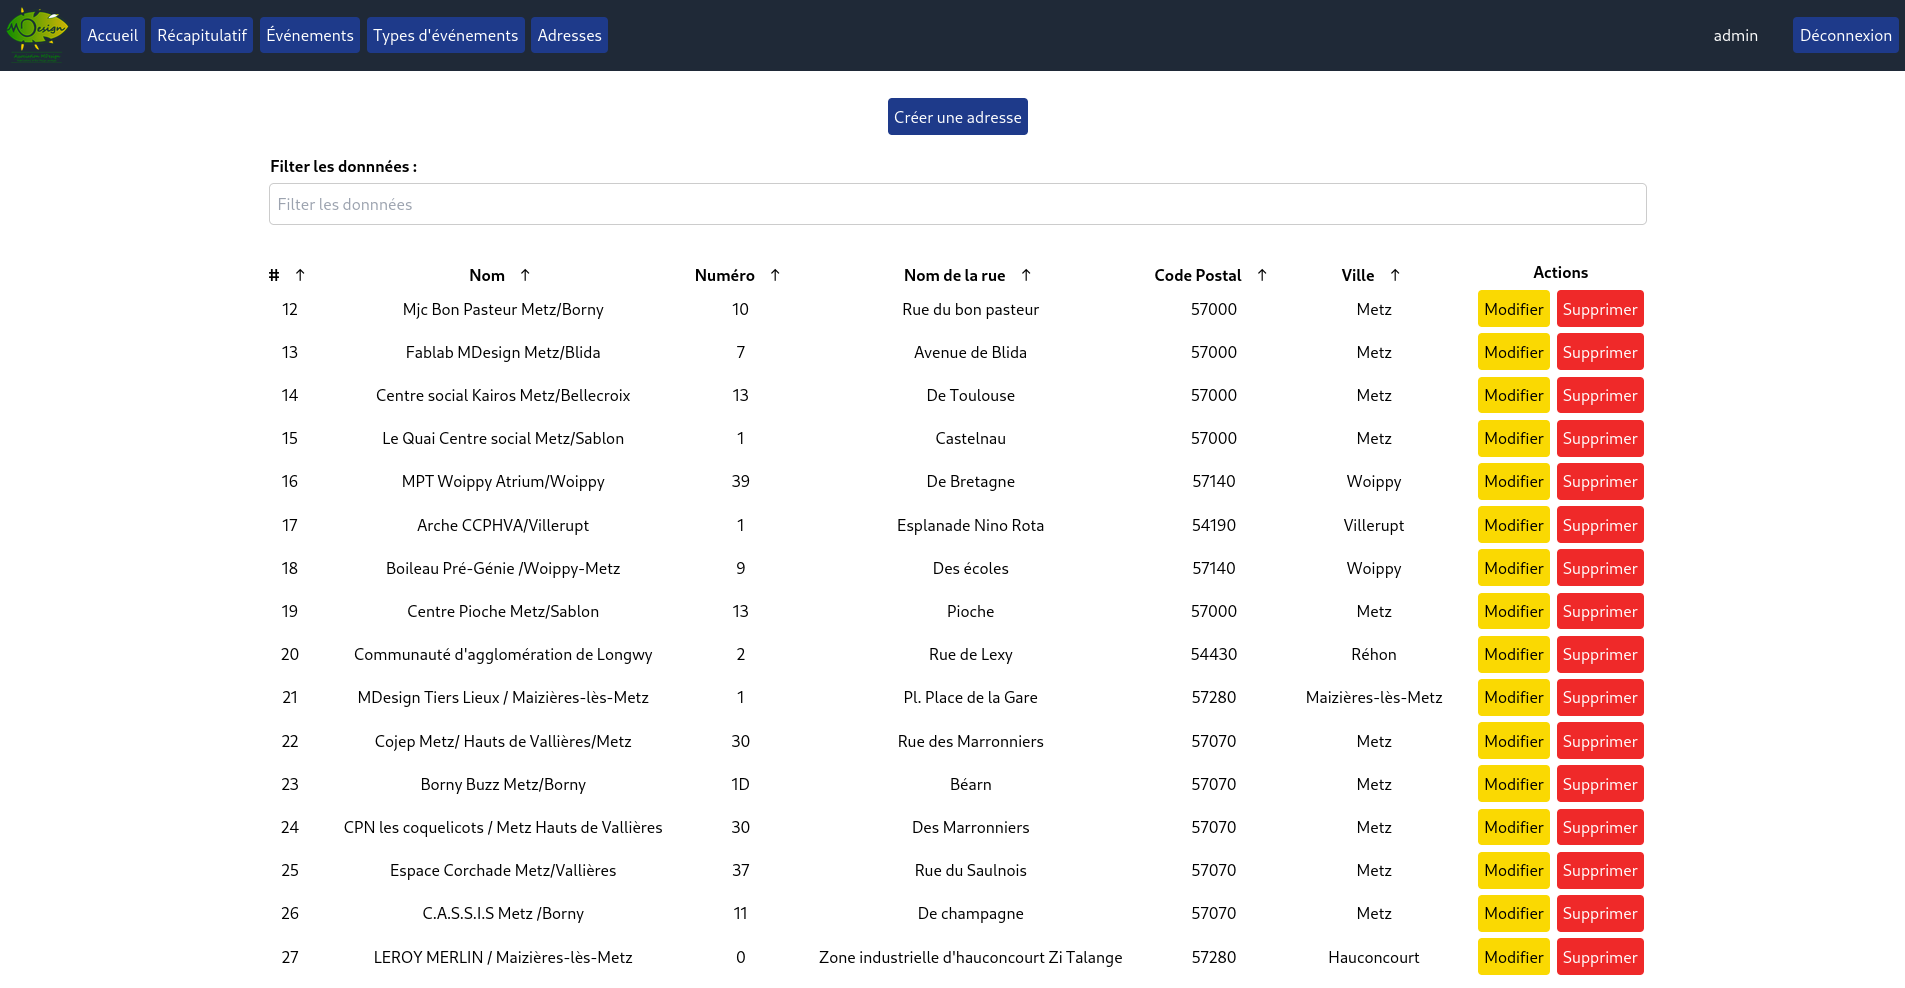 MDesign
Accueil Récapitulatif Événements Types d'événements Adresses admin Déconnexion
Créer une adresse
Filter les donnnées :
Filter les donnnées
# ↑ Nom ↑ Numéro ↑ Nom de la rue ↑ Code Postal ↑ Ville ↑ Actions
12 Mjc Bon Pasteur Metz/Borny 10 Rue du bon pasteur 57000 Metz Modifier Supprimer
13 Fablab MDesign Metz/Blida 7 Avenue de Blida 57000 Metz Modifier Supprimer
14 Centre social Kairos Metz/Bellecroix 13 De Toulouse 57000 Metz Modifier Supprimer
15 Le Quai Centre social Metz/Sablon 1 Castelnau 57000 Metz Modifier Supprimer
16 MPT Woippy Atrium/Woippy 39 De Bretagne 57140 Woippy Modifier Supprimer
17 Arche CCPHVA/Villerupt 1 Esplanade Nino Rota 54190 Villerupt Modifier Supprimer
18 Boileau Pré-Génie /Woippy-Metz 9 Des écoles 57140 Woippy Modifier Supprimer
19 Centre Pioche Metz/Sablon 13 Pioche 57000 Metz Modifier Supprimer
20 Communauté d'agglomération de Longwy 2 Rue de Lexy 54430 Réhon Modifier Supprimer
21 MDesign Tiers Lieux / Maizières-lès-Metz 1 Pl. Place de la Gare 57280 Maizières-lès-Metz Modifier Supprimer
22 Cojep Metz/ Hauts de Vallières/Metz 30 Rue des Marronniers 57070 Metz Modifier Supprimer
23 Borny Buzz Metz/Borny 1D Béarn 57070 Metz Modifier Supprimer
24 CPN les coquelicots / Metz Hauts de Vallières 30 Des Marronniers 57070 Metz Modifier Supprimer
25 Espace Corchade Metz/Vallières 37 Rue du Saulnois 57070 Metz Modifier Supprimer
26 C.A.S.S.I.S Metz /Borny 11 De champagne 57070 Metz Modifier Supprimer
27 LEROY MERLIN / Maizières-lès-Metz 0 Zone industrielle d'hauconcourt Zi Talange 57280 Hauconcourt Modifier Supprimer